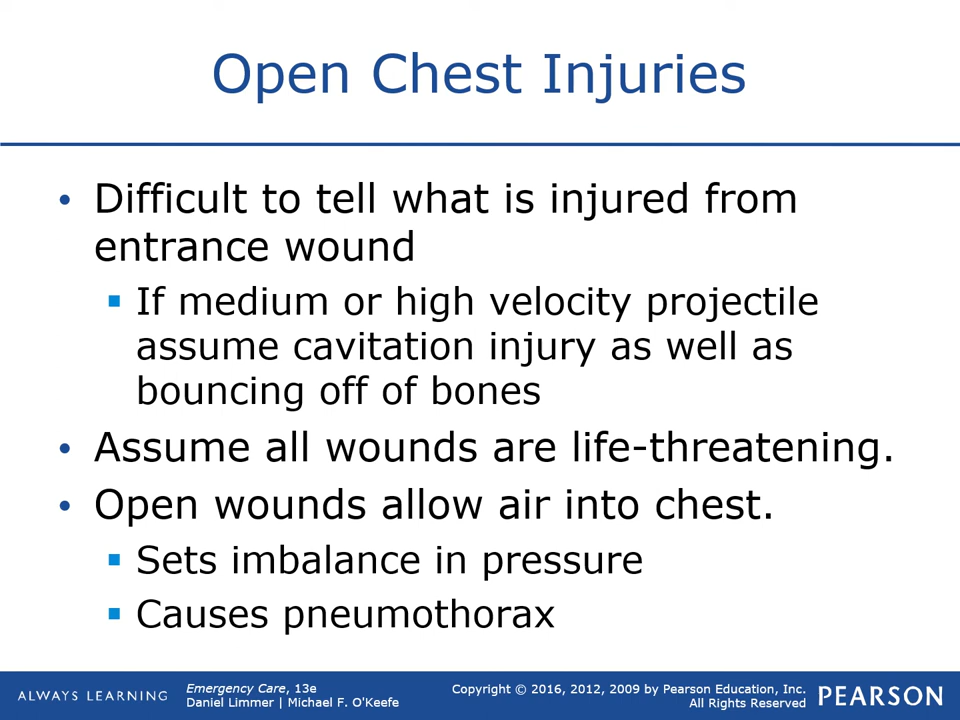 Open Chest Injuries
• Difficult to tell what is injured from
entrance wound
▪ If medium or high velocity projectile
assume cavitation injury as well as
bouncing off of bones
• Assume all wounds are life-threatening.
• Open wounds allow air into chest.
▪ Sets imbalance in pressure
▪ Causes pneumothorax
ALWAYS LEARNING
Emergency Care, 13e
Daniel Limmer | Michael F. O'Keefe
Copyright © 2016, 2012, 2009 by Pearson Education, Inc.
All Rights Reserved
PEARSON